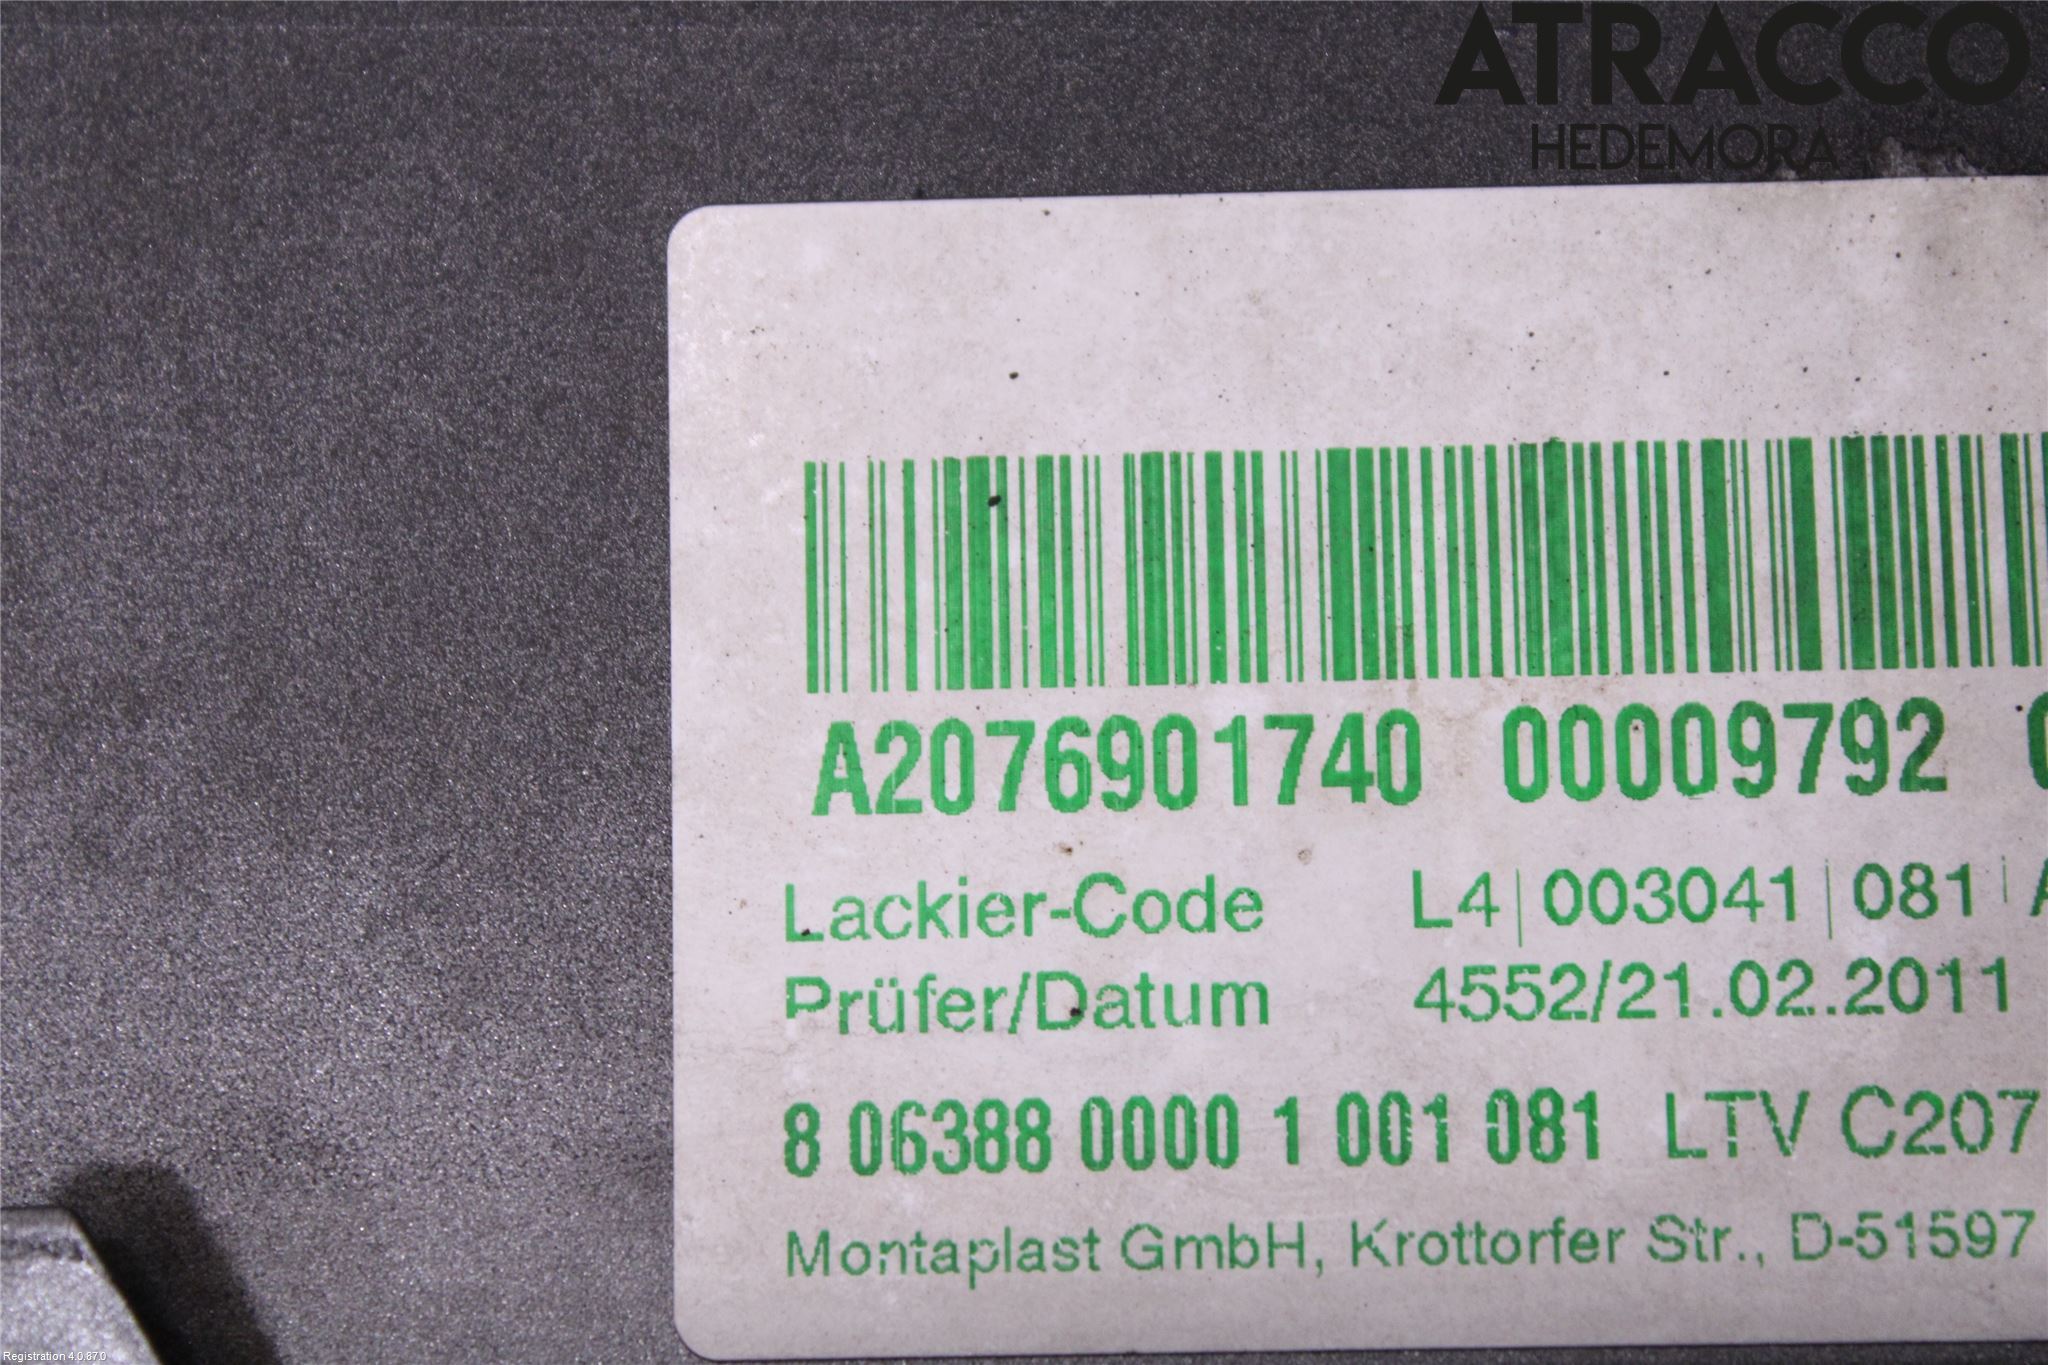 ATRACCO
HEDEMORA
A2076901740 00009792
Lackier-Code L4|003041|081|
Prüfer/Datum 4552/21.02.2011
8 06388 0000 1 001 081 LTV C207
Montaplast GmbH, Krottorfer Str., D-51597
Registration 4.0.87.0